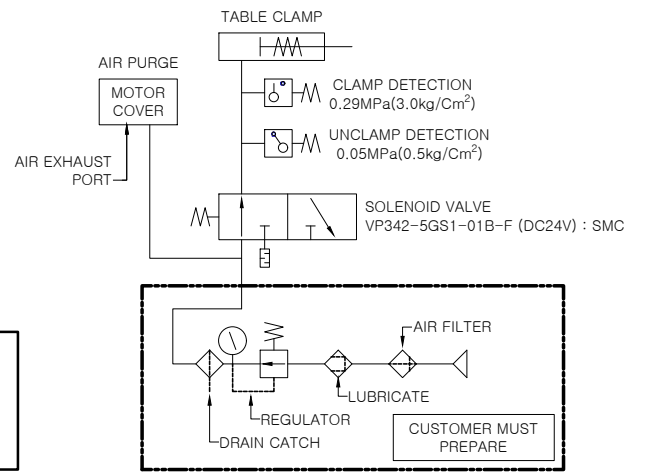 TABLE CLAMP
AIR PURGE
MOTOR
COVER
CLAMP DETECTION
0.29MPa(3.0kg/Cm²)
UNCLAMP DETECTION
0.05MPa(0.5kg/Cm²)
AIR EXHAUST
PORT
SOLENOID VALVE
VP342-5GS1-01B-F (DC24V) : SMC
AIR FILTER
LUBRICATE
REGULATOR
DRAIN CATCH
CUSTOMER MUST
PREPARE